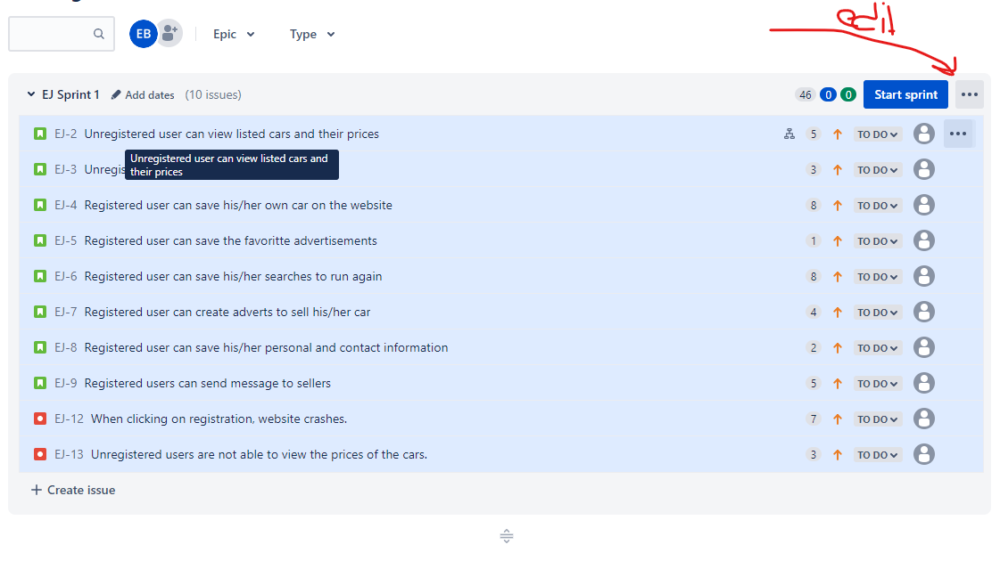 edit
EB
Epic
Type
EJ Sprint 1 Add dates (10 issues) 46 0 0 Start sprint
EJ-2 Unregistered user can view listed cars and their prices 5 TO DO
Unregistered user can view listed cars and
their prices
EJ-3 Unregis 3 TO DO
EJ-4 Registered user can save his/her own car on the website 8 TO DO
EJ-5 Registered user can save the favoritte advertisements 1 TO DO
EJ-6 Registered user can save his/her searches to run again 8 TO DO
EJ-7 Registered user can create adverts to sell his/her car 4 TO DO
EJ-8 Registered user can save his/her personal and contact information 2 TO DO
EJ-9 Registered users can send message to sellers 5 TO DO
EJ-12 When clicking on registration, website crashes. 7 TO DO
EJ-13 Unregistered users are not able to view the prices of the cars. 3 TO DO
+ Create issue